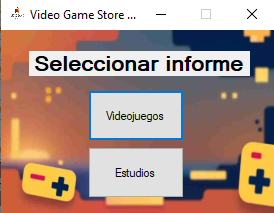 Video Game Store ...
Seleccionar informe
Videojuegos
Estudios